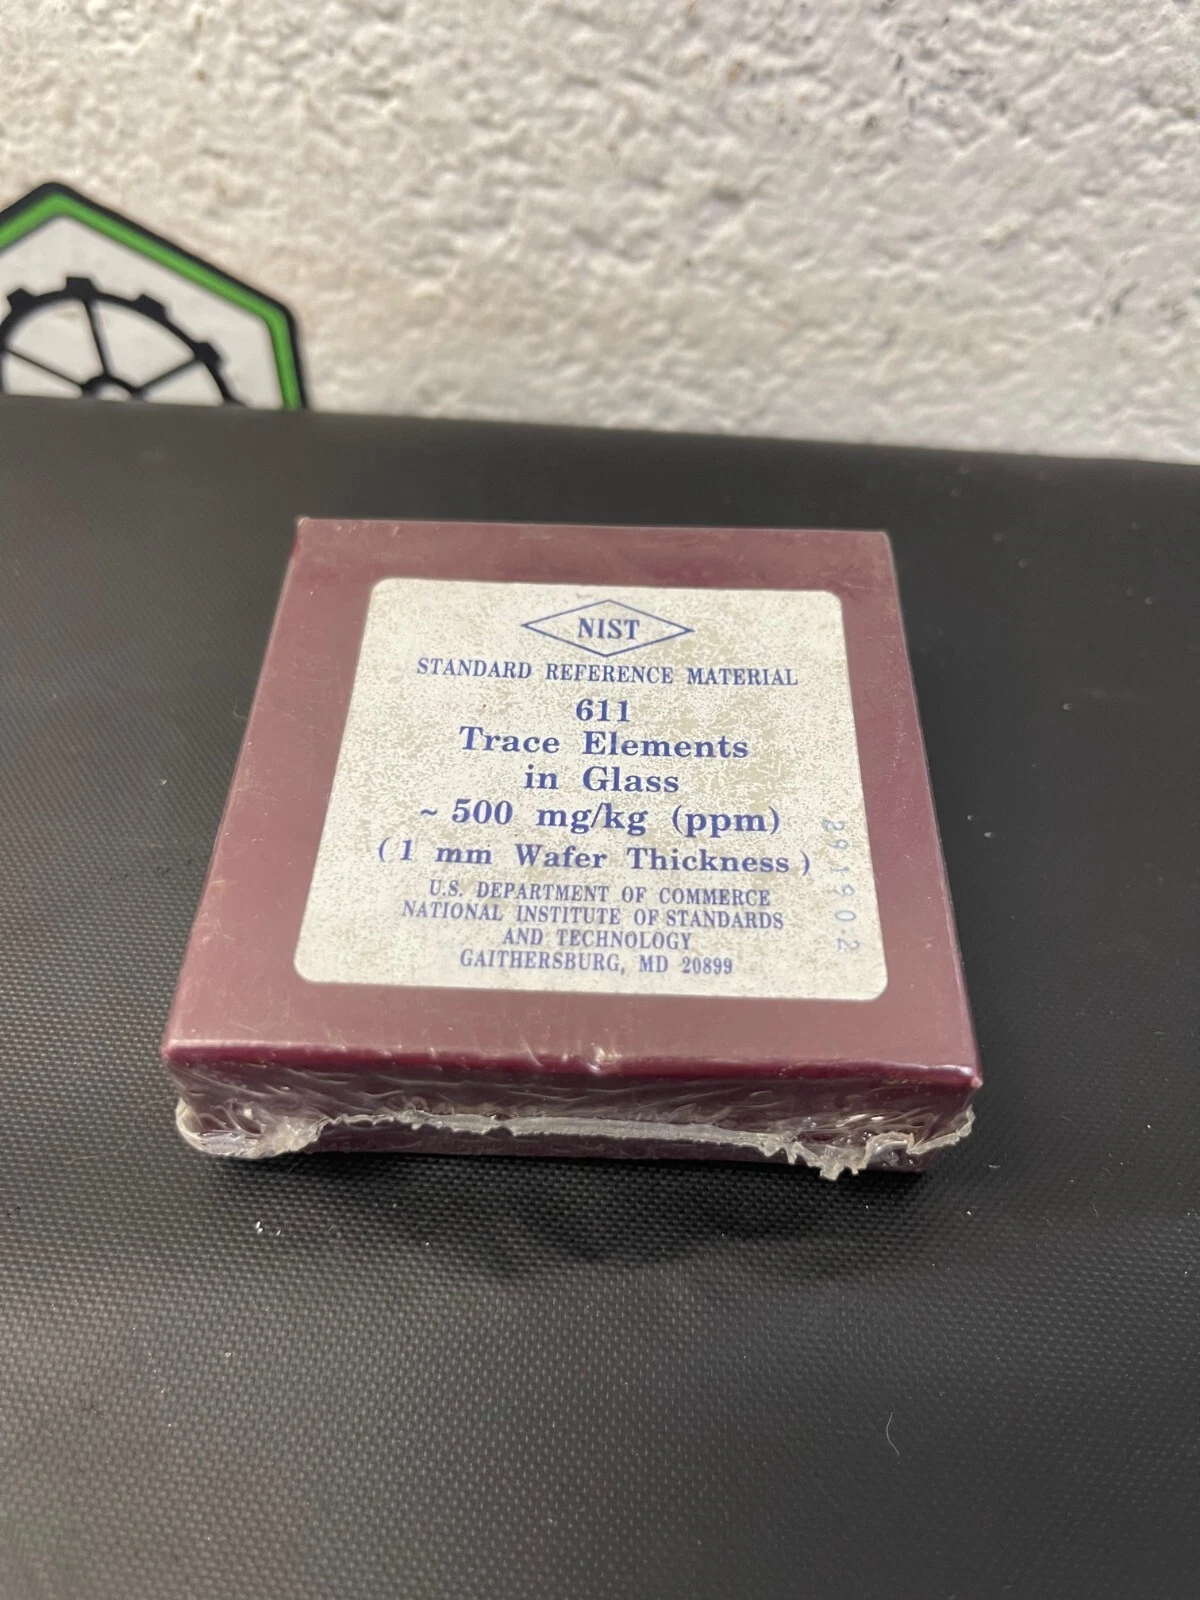 NIST
STANDARD REFERENCE MATERIAL
611
Trace Elements
in Glass
~ 500 mg/kg (ppm)
(1 mm Wafer Thickness)
U.S. DEPARTMENT OF COMMERCE
NATIONAL INSTITUTE OF STANDARDS
AND TECHNOLOGY
GAITHERSBURG, MD 20899